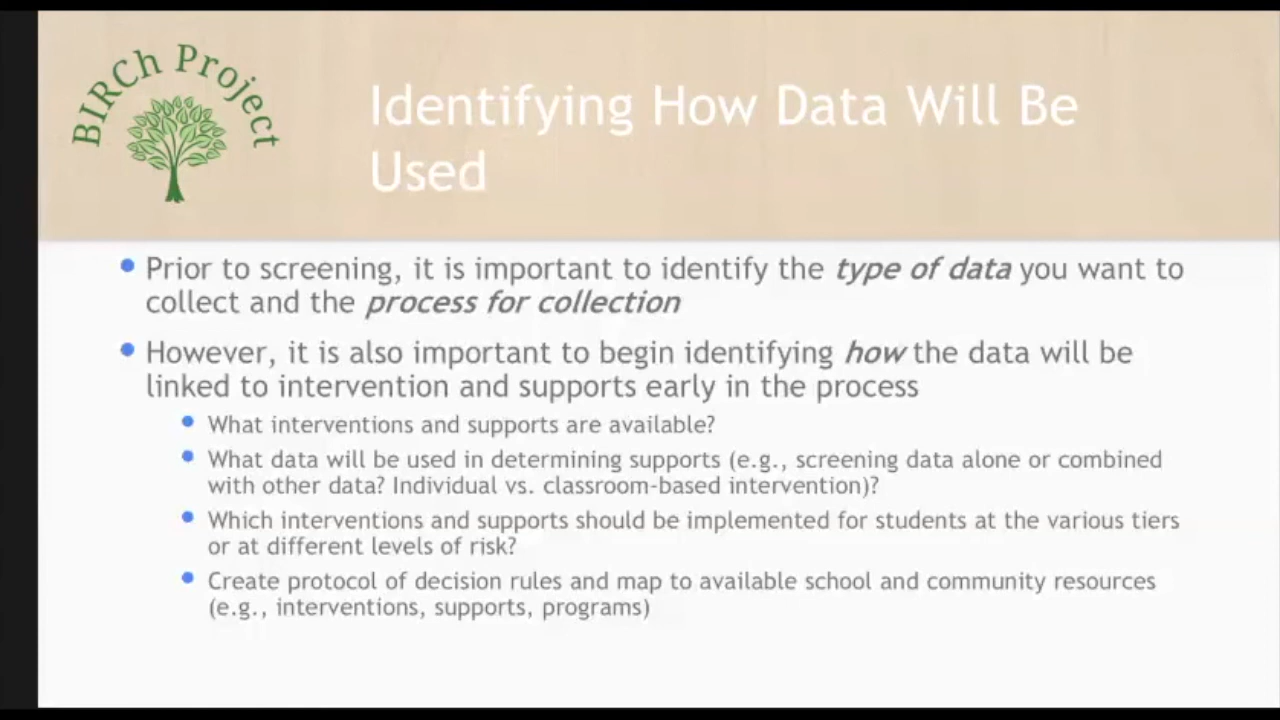 BIRCh Project
Identifying How Data Will Be
Used
Prior to screening, it is important to identify the type of data you want to
collect and the process for collection
However, it is also important to begin identifying how the data will be
linked to intervention and supports early in the process
What interventions and supports are available?
What data will be used in determining supports (e.g., screening data alone or combined
with other data? Individual vs. classroom-based intervention)?
Which interventions and supports should be implemented for students at the various tiers
or at different levels of risk?
Create protocol of decision rules and map to available school and community resources
(e.g., interventions, supports, programs)